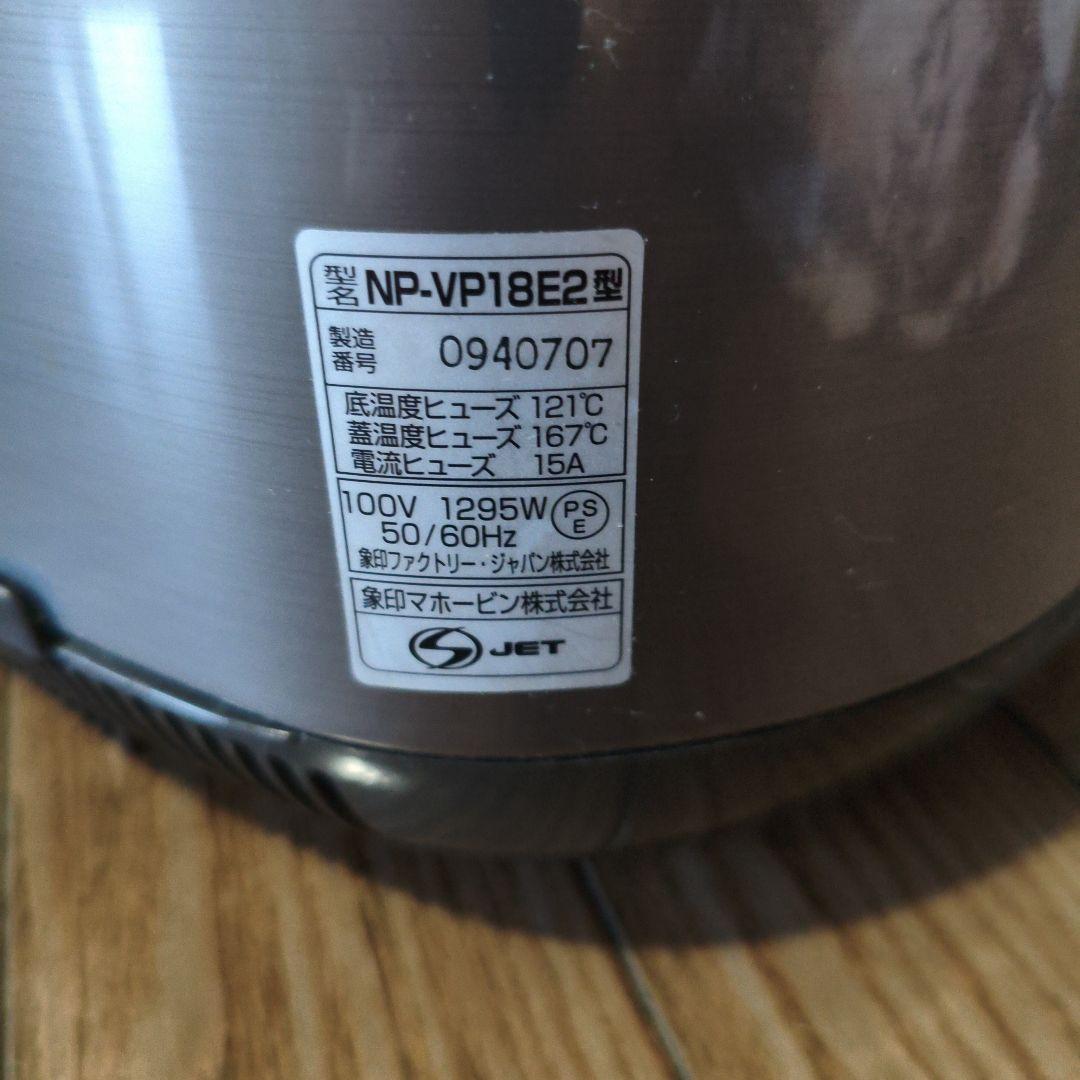 型名 NP-VP18E2型
製造番号 0940707
底温度ヒューズ 121℃
蓋温度ヒューズ 167℃
電流ヒューズ 15A
100V 1295W
50/60Hz
PSE
象印ファクトリー・ジャパン株式会社
象印マホービン株式会社
JET